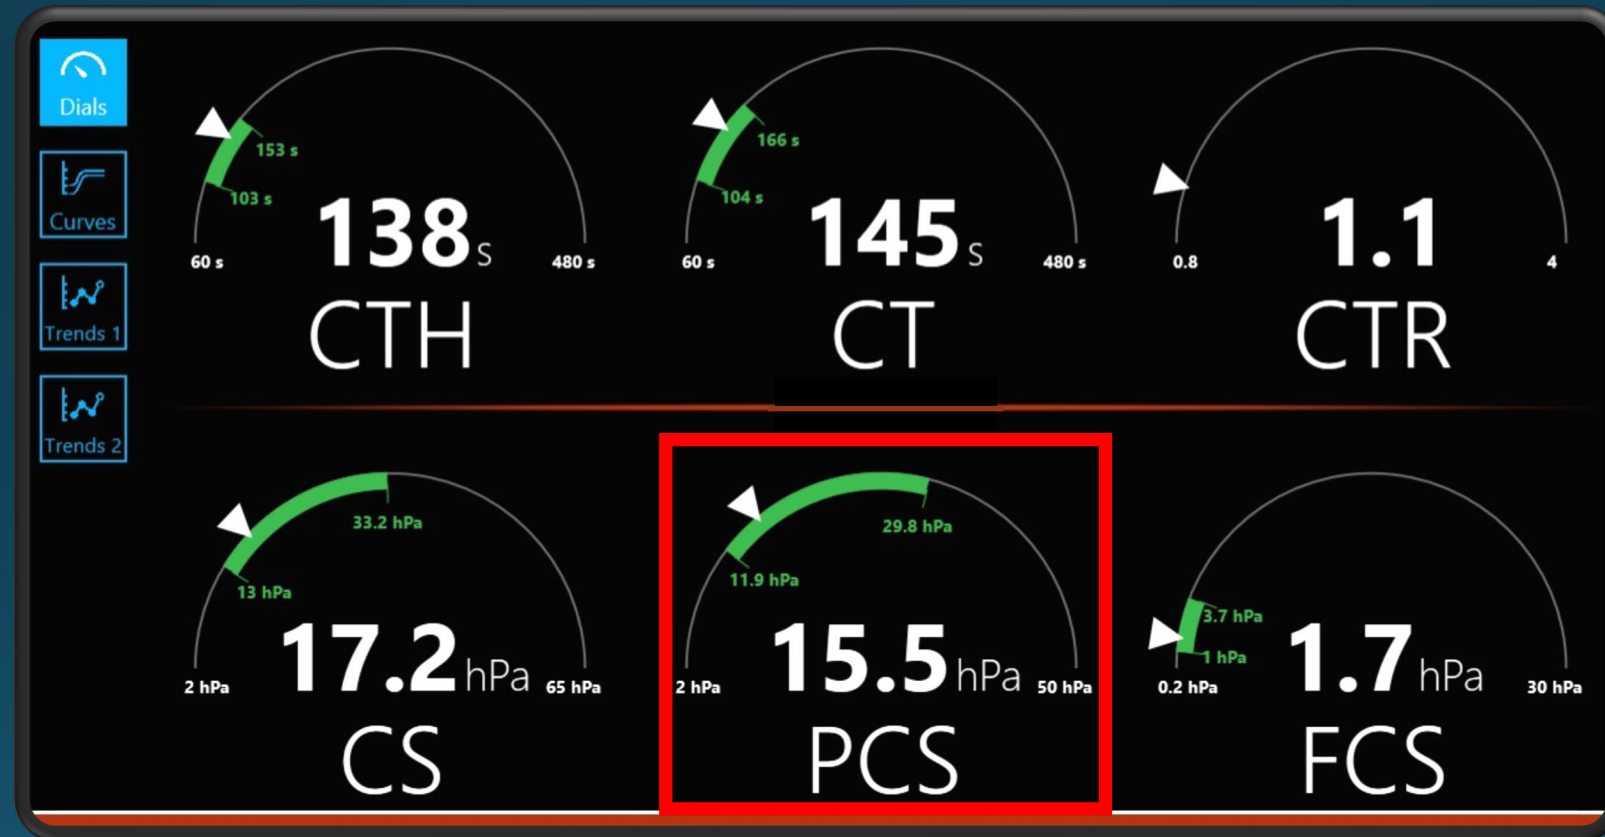 Dials
Curves
Trends 1
Trends 2
153 s
103 s
60 s
138 s
480 s
CTH
166 s
104 s
60 s
145 s
480 s
CT
0.8
1.1
4
CTR
33.2 hPa
13 hPa
2 hPa
17.2 hPa
65 hPa
CS
29.8 hPa
11.9 hPa
2 hPa
15.5 hPa
50 hPa
PCS
3.7 hPa
1 hPa
0.2 hPa
1.7 hPa
30 hPa
FCS